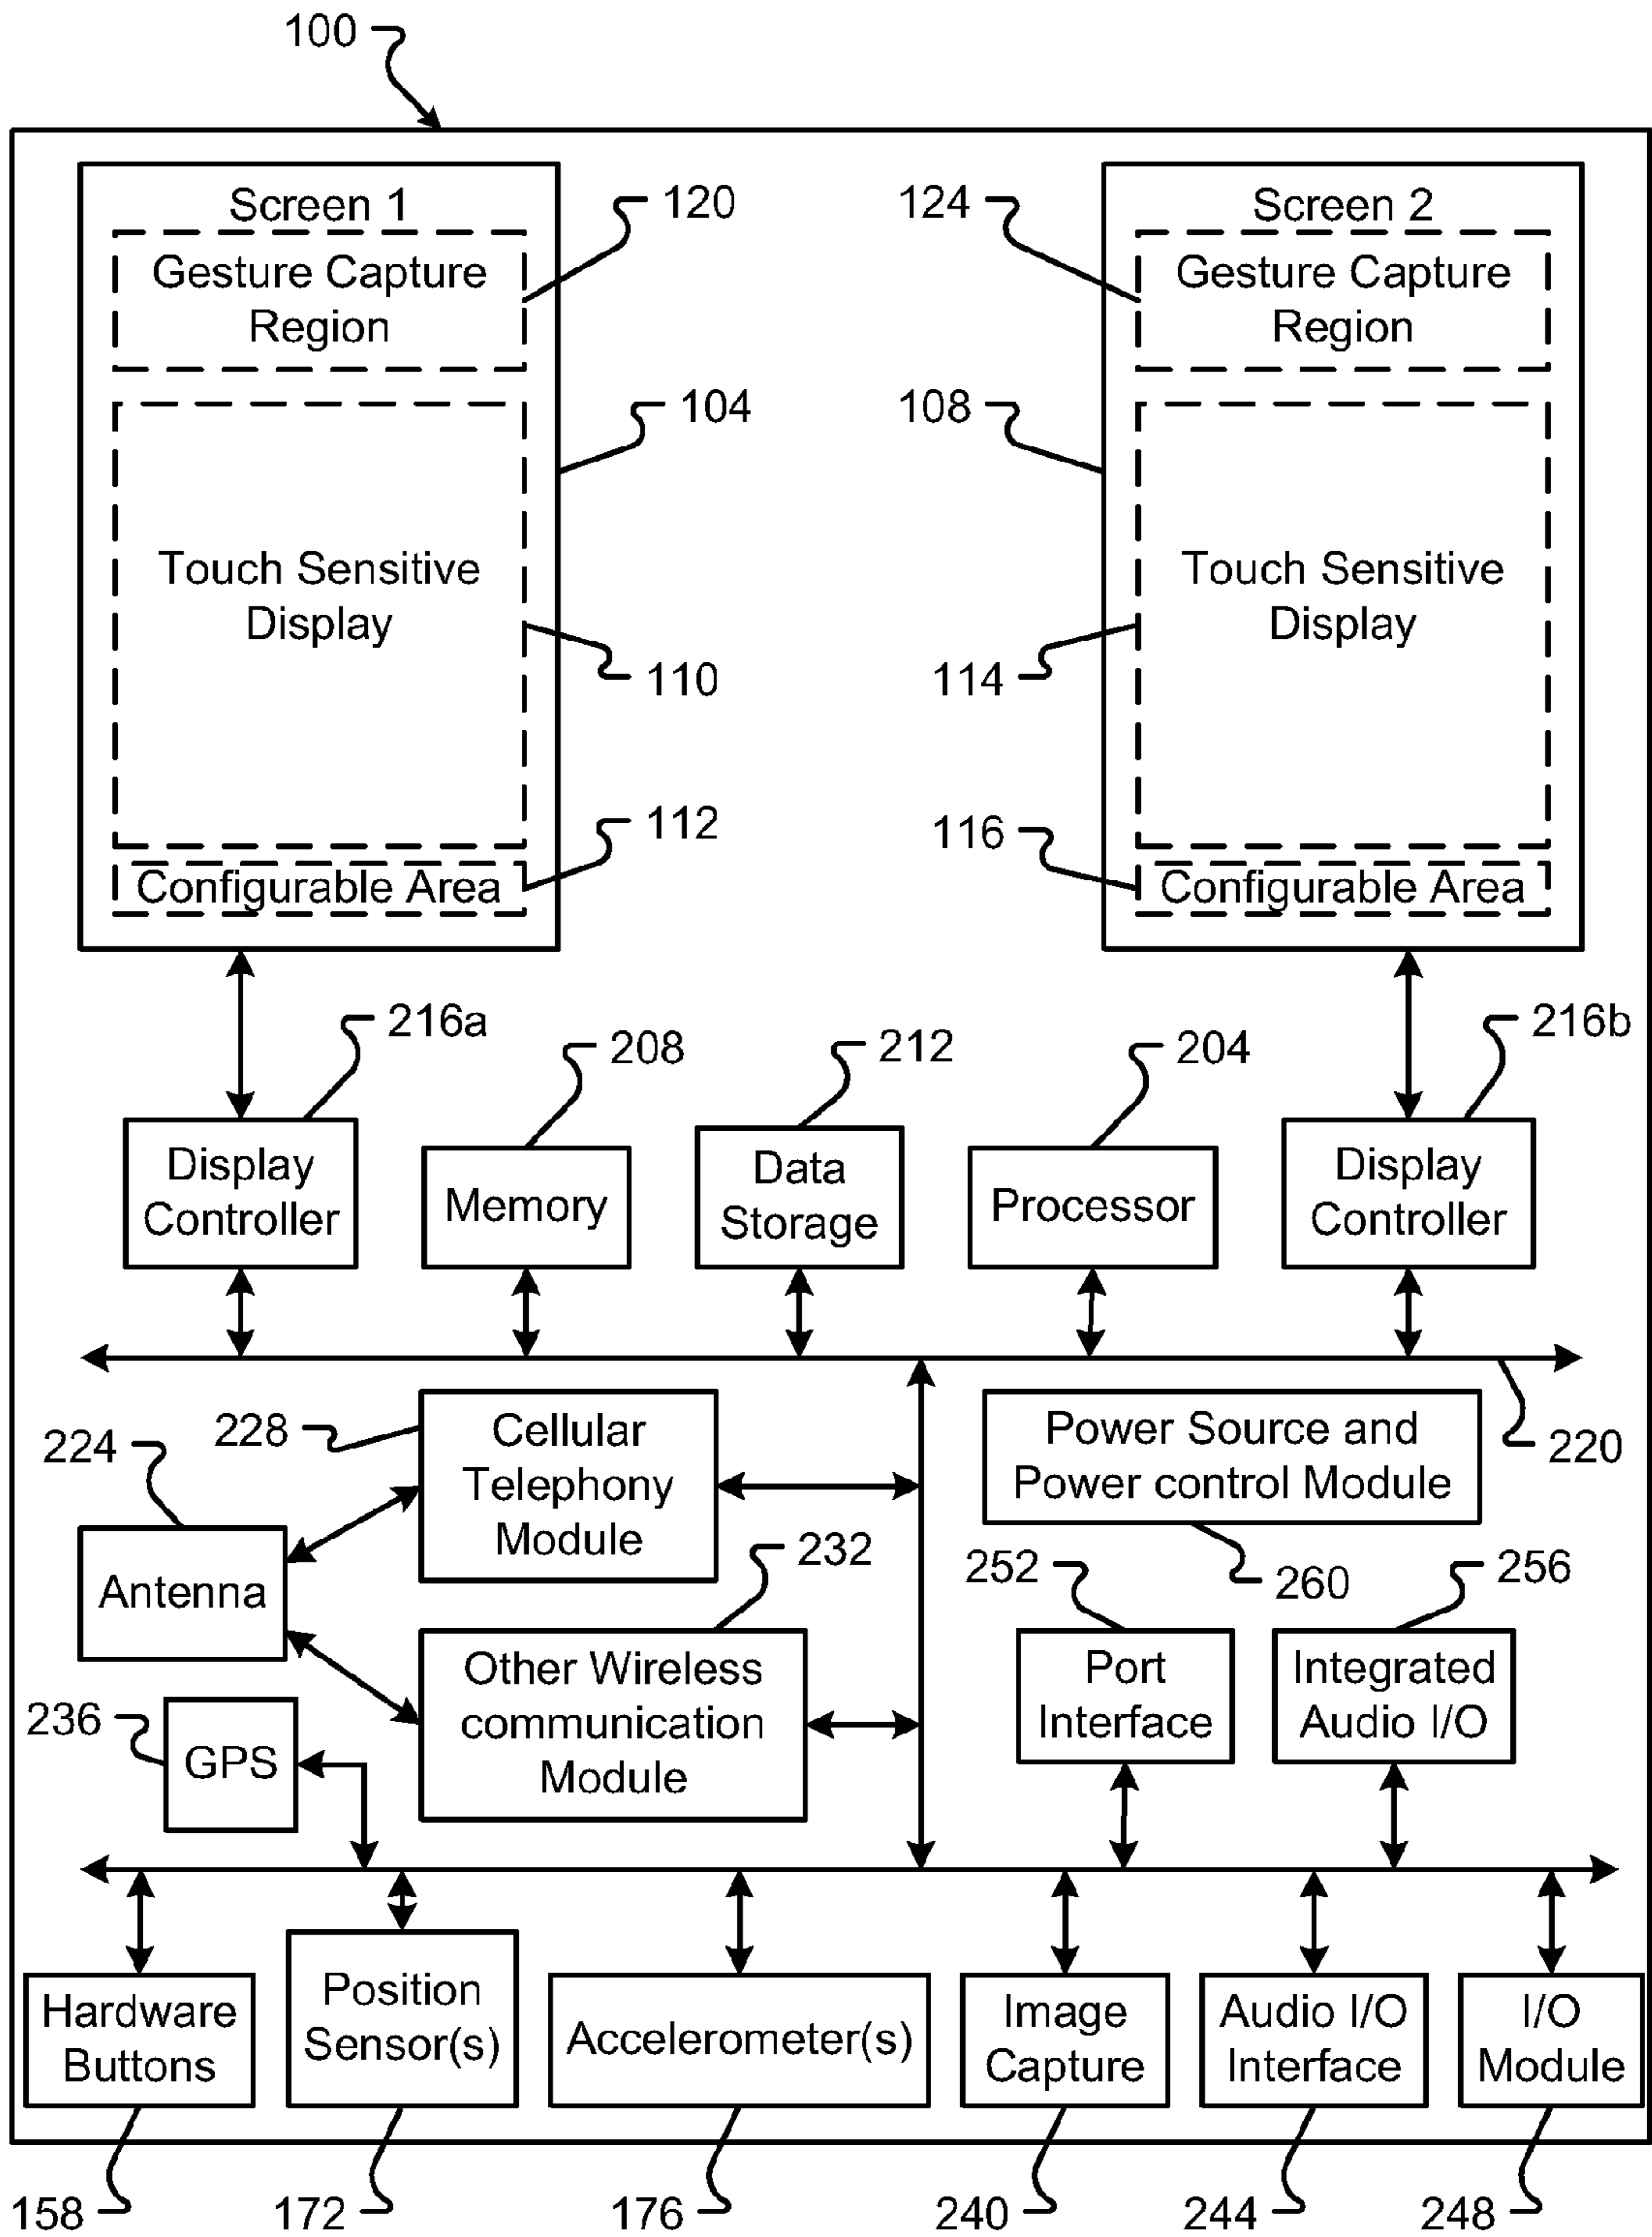 100
Screen 1
120
124
Screen 2
Gesture Capture
Region
Gesture Capture
Region
104
108
Touch Sensitive
Display
Touch Sensitive
Display
110
114
112
116
Configurable Area
Configurable Area
216a
208
212
204
216b
Display
Controller
Memory
Data
Storage
Processor
Display
Controller
224
228
Cellular
Telephony
Module
Power Source and
Power control Module
220
Antenna
232
252
260
256
Other Wireless
communication
Module
Port
Interface
Integrated
Audio I/O
236
GPS
Hardware
Buttons
Position
Sensor(s)
Accelerometer(s)
Image
Capture
Audio I/O
Interface
I/O
Module
158
172
176
240
244
248